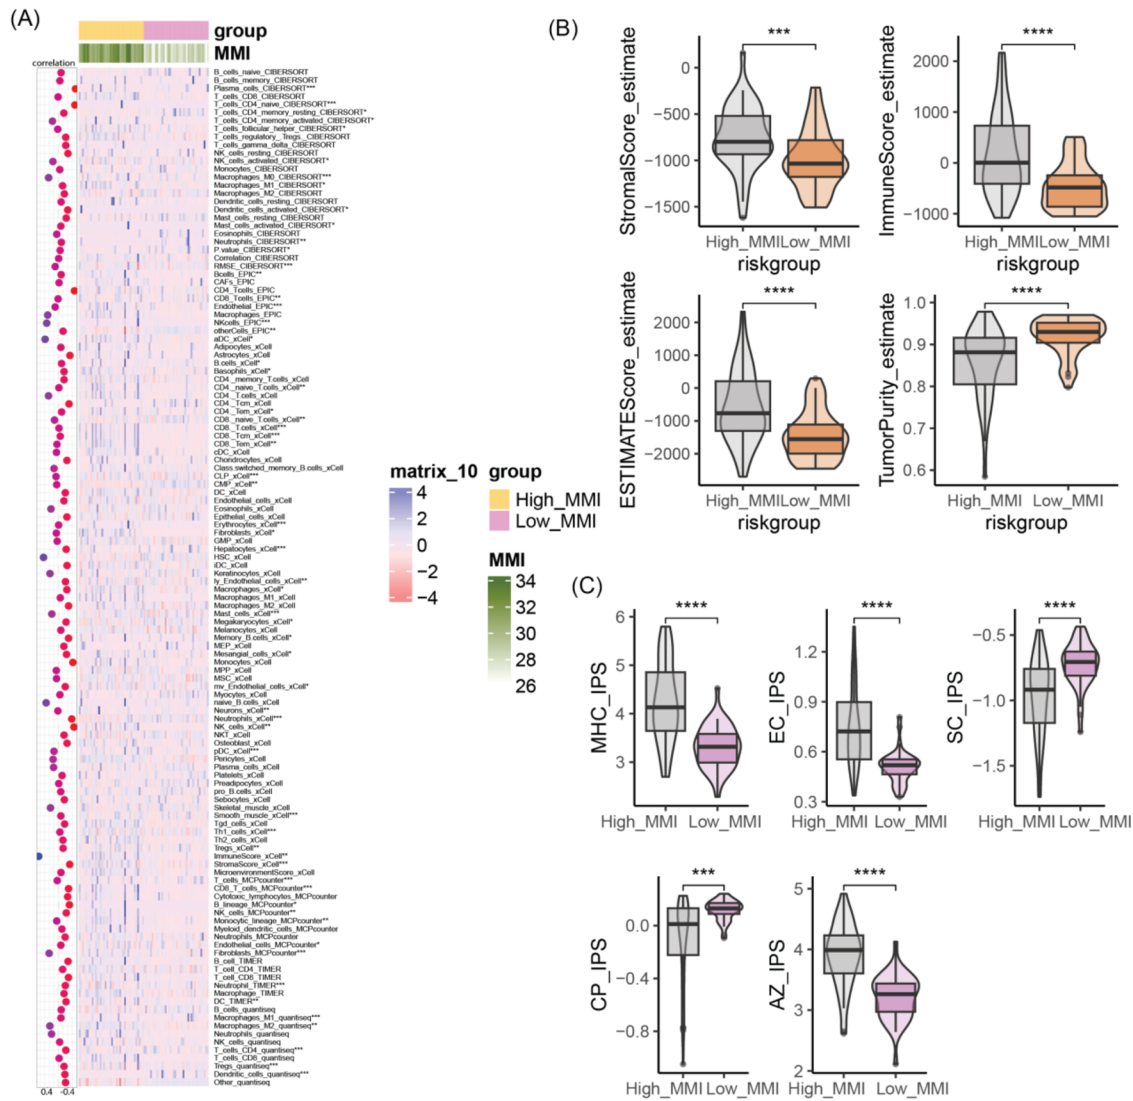 (A)
group
MMI
correlation
B_cells_naive_CIBERSORT
B_cells_memory_CIBERSORT
Plasma_cells_CIBERSORT***
T_cells_CD8_CIBERSORT
T_cells_CD4_naive_CIBERSORT***
T_cells_CD4_memory_resting_CIBERSORT*
T_cells_CD4_memory_activated_CIBERSORT*
T_cells_follicular_helper_CIBERSORT*
T_cells_regulatory__Tregs__CIBERSORT
T_cells_gamma_delta_CIBERSORT
NK_cells_resting_CIBERSORT
NK_cells_activated_CIBERSORT*
Monocytes_CIBERSORT
Macrophages_M0_CIBERSORT***
Macrophages_M1_CIBERSORT*
Macrophages_M2_CIBERSORT
Dendritic_cells_resting_CIBERSORT
Dendritic_cells_activated_CIBERSORT*
Mast_cells_resting_CIBERSORT
Mast_cells_activated_CIBERSORT*
Eosinophils_CIBERSORT
Neutrophils_CIBERSORT**
P.value_CIBERSORT*
Correlation_CIBERSORT
RMSE_CIBERSORT***
Bcells_EPIC**
CAFs_EPIC
CD4_Tcells_EPIC
CD8_Tcells_EPIC**
Endothelial_EPIC***
Macrophages_EPIC
NKcells_EPIC***
otherCells_EPIC**
aDC_xCell*
Adipocytes_xCell
Astrocytes_xCell
B.cells_xCell*
Basophils_xCell*
CD4._memory_T.cells_xCell
CD4._naive_T.cells_xCell**
CD4._T.cells_xCell
CD4._Tcm_xCell
CD4._Tem_xCell*
CD8._naive_T.cells_xCell**
CD8._T.cells_xCell***
CD8._Tcm_xCell***
CD8._Tem_xCell**
cDC_xCell
Chondrocytes_xCell
Class.switched_memory_B.cells_xCell
CLP_xCell***
CMP_xCell**
DC_xCell
Endothelial_cells_xCell
Eosinophils_xCell
Epithelial_cells_xCell
Erythrocytes_xCell***
Fibroblasts_xCell*
GMP_xCell
Hepatocytes_xCell***
HSC_xCell
iDC_xCell
Keratinocytes_xCell
ly_Endothelial_cells_xCell**
Macrophages_xCell*
Macrophages_M1_xCell
Macrophages_M2_xCell
Mast_cells_xCell***
Megakaryocytes_xCell*
Melanocytes_xCell
Memory_B.cells_xCell*
MEP_xCell
Mesangial_cells_xCell*
Monocytes_xCell
MPP_xCell
MSC_xCell
mv_Endothelial_cells_xCell*
Myocytes_xCell
naive_B.cells_xCell
Neurons_xCell**
Neutrophils_xCell***
NK_cells_xCell**
NKT_xCell
Osteoblast_xCell
pDC_xCell***
Pericytes_xCell
Plasma_cells_xCell
Platelets_xCell
Preadipocytes_xCell
pro_B.cells_xCell
Sebocytes_xCell
Skeletal_muscle_xCell
Smooth_muscle_xCell***
Tgd_cells_xCell
Th1_cells_xCell***
Th2_cells_xCell
Tregs_xCell**
ImmuneScore_xCell**
StromaScore_xCell***
MicroenvironmentScore_xCell
T_cells_MCPcounter***
CD8_T_cells_MCPcounter***
Cytotoxic_lymphocytes_MCPcounter
B_lineage_MCPcounter*
NK_cells_MCPcounter**
Monocytic_lineage_MCPcounter**
Myeloid_dendritic_cells_MCPcounter
Neutrophils_MCPcounter
Endothelial_cells_MCPcounter*
Fibroblasts_MCPcounter***
B_cell_TIMER
T_cell_CD4_TIMER
T_cell_CD8_TIMER
Neutrophil_TIMER***
Macrophage_TIMER
DC_TIMER**
B_cells_quantiseq
Macrophages_M1_quantiseq***
Macrophages_M2_quantiseq**
Neutrophils_quantiseq
NK_cells_quantiseq
T_cells_CD4_quantiseq***
T_cells_CD8_quantiseq
Tregs_quantiseq***
Dendritic_cells_quantiseq***
Other_quantiseq
0.4 -0.4
matrix_10
4
2
0
−2
−4
group
High_MMI
Low_MMI
MMI
34
32
30
28
26
(B)
StromalScore_estimate
***
0
−500
−1000
−1500
High_MMI Low_MMI
riskgroup
ImmuneScore_estimate
****
2000
1000
0
−1000
High_MMI Low_MMI
riskgroup
ESTIMATEScore_estimate
****
2000
1000
0
−1000
−2000
High_MMI Low_MMI
riskgroup
TumorPurity_estimate
****
1.0
0.9
0.8
0.7
0.6
High_MMI Low_MMI
riskgroup
(C)
MHC_IPS
****
6
5
4
3
High_MMI Low_MMI
EC_IPS
****
1.2
0.9
0.6
0.3
High_MMI Low_MMI
SC_IPS
****
−0.5
−1.0
−1.5
High_MMI Low_MMI
CP_IPS
***
0.0
−0.4
−0.8
High_MMI Low_MMI
AZ_IPS
****
5
4
3
2
High_MMI Low_MMI